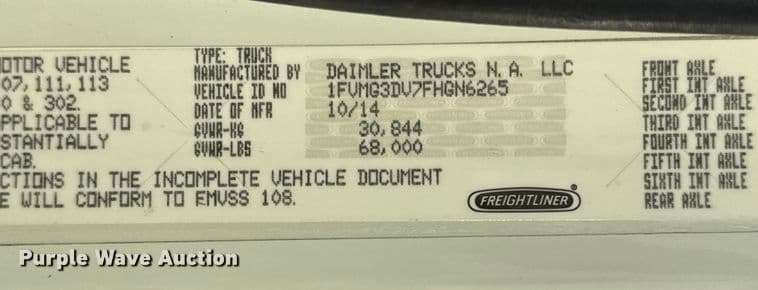 OTOR VEHICLE
07, 111, 113
0 & 302.
PPLICABLE TO
STANTIALLY
CAB.
CTIONS IN THE INCOMPLETE VEHICLE DOCUMENT
E WILL CONFORM TO FMVSS 108.
TYPE: TRUCK
MANUFACTURED BY DAIMLER TRUCKS N. A. LLC
VEHICLE ID NO 1FVMG3DV7FHGN6265
DATE OF MFR 10/14
GVWR-KG 30,844
GVWR-LBS 68,000
FREIGHTLINER
FRONT AXLE
FIRST INT AXLE
SECOND INT AXLE
THIRD INT AXLE
FOURTH INT AXLE
FIFTH INT AXLE
SIXTH INT AXLE
REAR AXLE
Purple Wave Auction